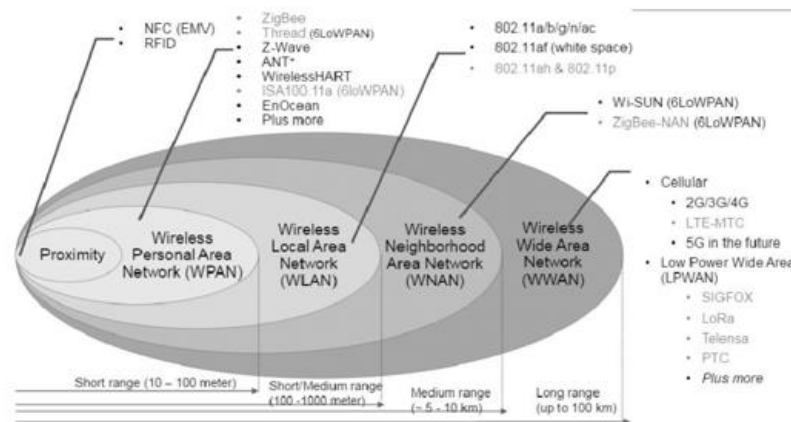 NFC (EMV)
RFID
ZigBee
Thread (6LoWPAN)
Z-Wave
ANT+
WirelessHART
ISA100.11a (6loWPAN)
EnOcean
Plus more
802.11a/b/g/n/ac
802.11af (white space)
802.11ah & 802.11p
Wi-SUN (6LoWPAN)
ZigBee-NAN (6LoWPAN)
Cellular
2G/3G/4G
LTE-MTC
5G in the future
Low Power Wide Area
(LPWAN)
SIGFOX
LoRa
Telensa
PTC
Plus more
Proximity
Wireless
Personal Area
Network (WPAN)
Wireless
Local Area
Network
(WLAN)
Wireless
Neighborhood
Area Network
(WNAN)
Wireless
Wide Area
Network
(WWAN)
Short range (10 – 100 meter)
Short/Medium range
(100 -1000 meter)
Medium range
(~ 5 - 10 km)
Long range
(up to 100 km)